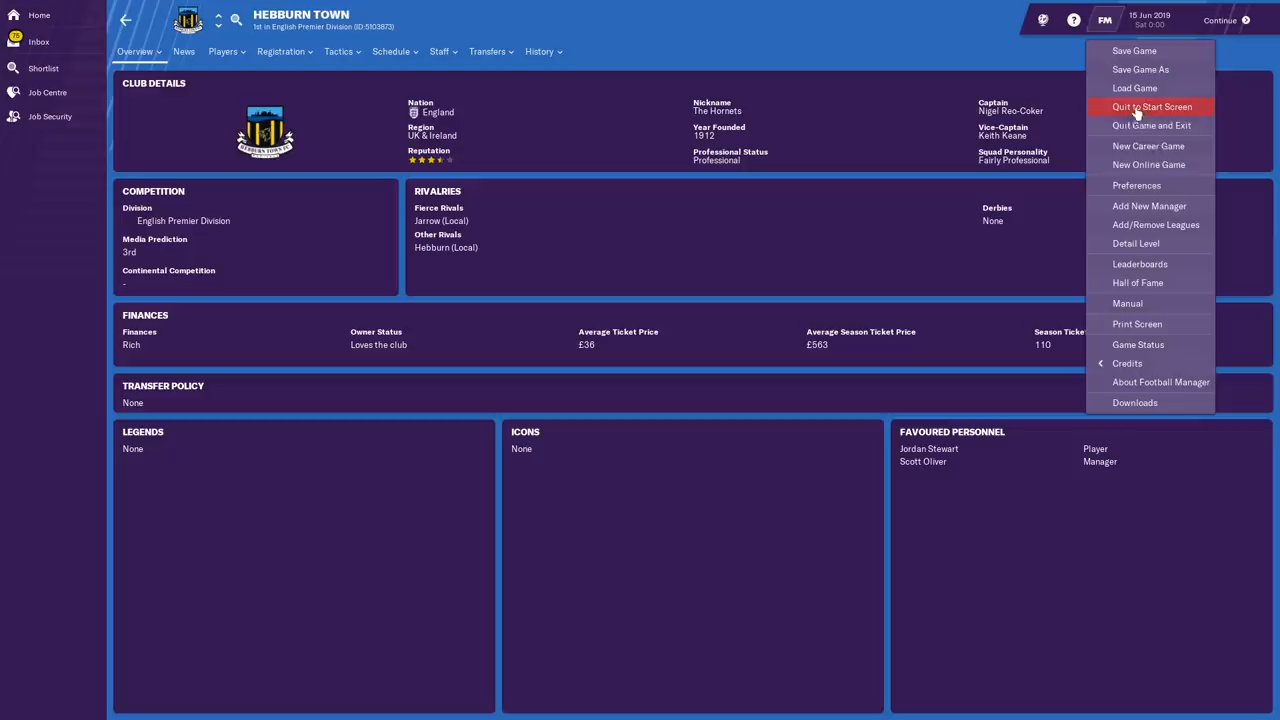 Home
75
Inbox
Shortlist
Job Centre
Job Security
HEBBURN TOWN
1st in English Premier Division (ID:5103873)
FM
15 Jun 2019
Sat 0:00
Continue
Overview
News
Players
Registration
Tactics
Schedule
Staff
Transfers
History
CLUB DETAILS
HEBBURN TOWN FC
Nation
England
Region
UK & Ireland
Reputation
Nickname
The Hornets
Year Founded
1912
Professional Status
Professional
Captain
Nigel Reo-Coker
Vice-Captain
Keith Keane
Squad Personality
Fairly Professional
COMPETITION
Division
English Premier Division
Media Prediction
3rd
Continental Competition
-
RIVALRIES
Fierce Rivals
Jarrow (Local)
Other Rivals
Hebburn (Local)
Derbies
None
FINANCES
Finances
Rich
Owner Status
Loves the club
Average Ticket Price
£36
Average Season Ticket Price
£563
Season Ticke
110
TRANSFER POLICY
None
LEGENDS
None
ICONS
None
FAVOURED PERSONNEL
Jordan Stewart Player
Scott Oliver Manager
Save Game
Save Game As
Load Game
Quit to Start Screen
Quit Game and Exit
New Career Game
New Online Game
Preferences
Add New Manager
Add/Remove Leagues
Detail Level
Leaderboards
Hall of Fame
Manual
Print Screen
Game Status
Credits
About Football Manager
Downloads